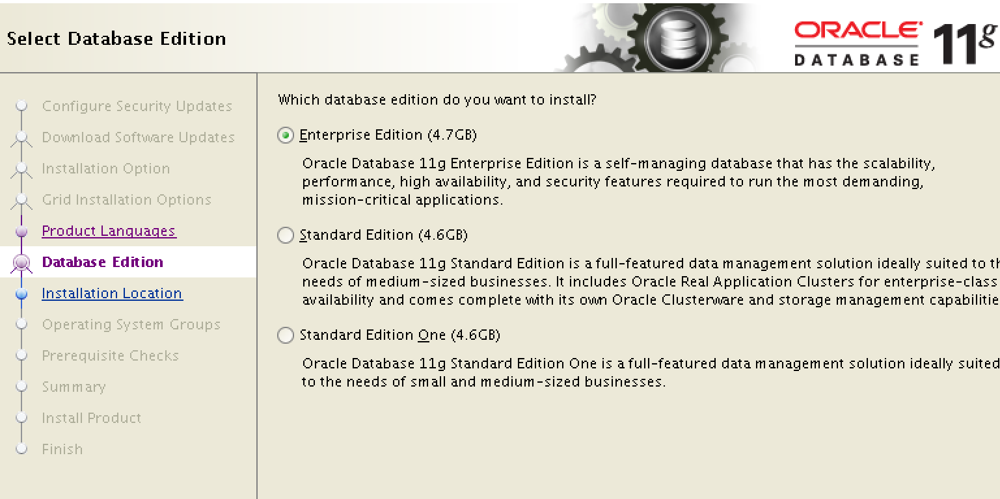 Select Database Edition
ORACLE
DATABASE
11g
Configure Security Updates
Download Software Updates
Installation Option
Grid Installation Options
Product Languages
Database Edition
Installation Location
Operating System Groups
Prerequisite Checks
Summary
Install Product
Finish
Which database edition do you want to install?
Enterprise Edition (4.7GB)
Oracle Database 11g Enterprise Edition is a self-managing database that has the scalability,
performance, high availability, and security features required to run the most demanding,
mission-critical applications.
Standard Edition (4.6GB)
Oracle Database 11g Standard Edition is a full-featured data management solution ideally suited to th
needs of medium-sized businesses. It includes Oracle Real Application Clusters for enterprise-class
availability and comes complete with its own Oracle Clusterware and storage management capabilitie
Standard Edition One (4.6GB)
Oracle Database 11g Standard Edition One is a full-featured data management solution ideally suited
to the needs of small and medium-sized businesses.